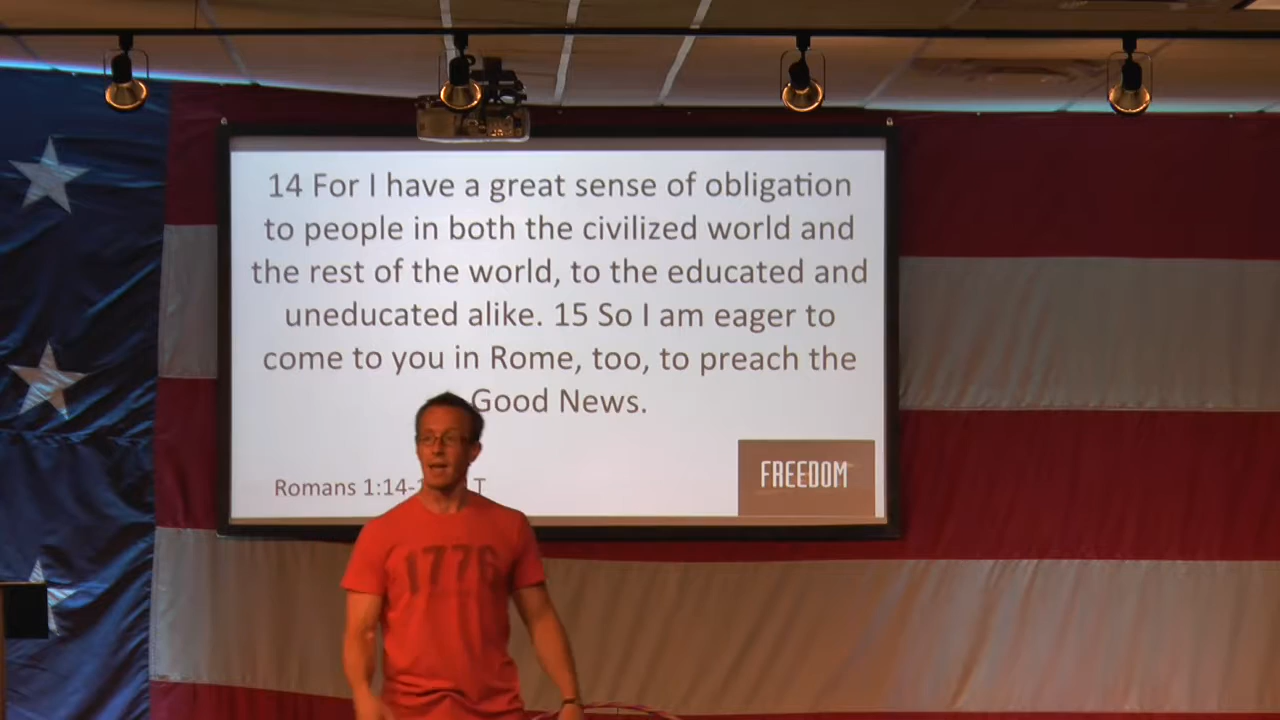 14 For I have a great sense of obligation
to people in both the civilized world and
the rest of the world, to the educated and
uneducated alike. 15 So I am eager to
come to you in Rome, too, to preach the
Good News.
Romans 1:14-
FREEDOM
1776